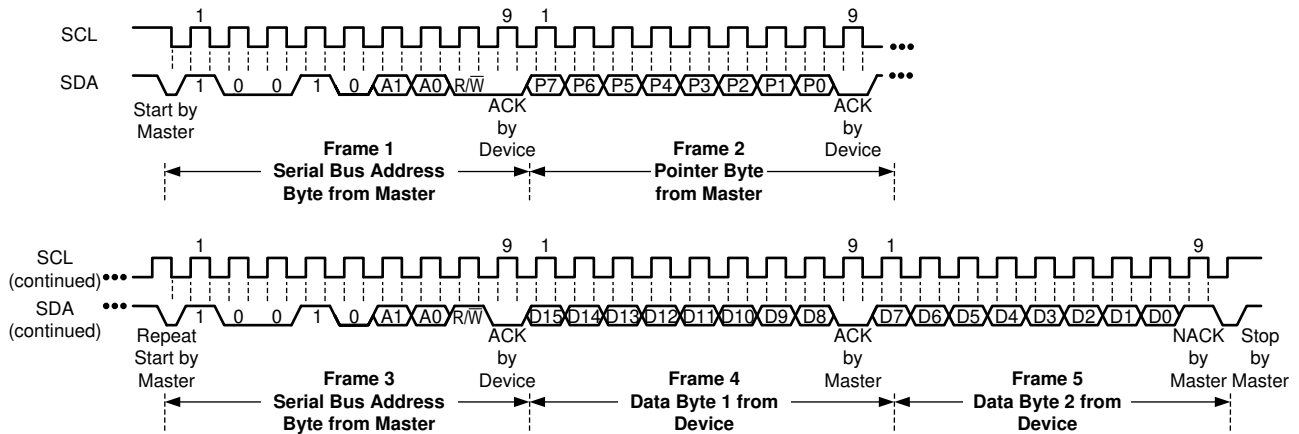 1 9 1 9
SCL
SDA
1 0 0 1 0 A1 A0 R/W̅ P7 P6 P5 P4 P3 P2 P1 P0
Start by
Master
ACK
by
Device
ACK
by
Device
Frame 1
Serial Bus Address
Byte from Master
Frame 2
Pointer Byte
from Master
1 9 1 9 1 9
SCL
(continued)
SDA
(continued)
1 0 0 1 0 A1 A0 R/W̅ D15 D14 D13 D12 D11 D10 D9 D8 D7 D6 D5 D4 D3 D2 D1 D0
Repeat
Start by
Master
ACK
by
Device
ACK
by
Master
NACK
by
Master
Stop
by
Master
Frame 3
Serial Bus Address
Byte from Master
Frame 4
Data Byte 1 from
Device
Frame 5
Data Byte 2 from
Device